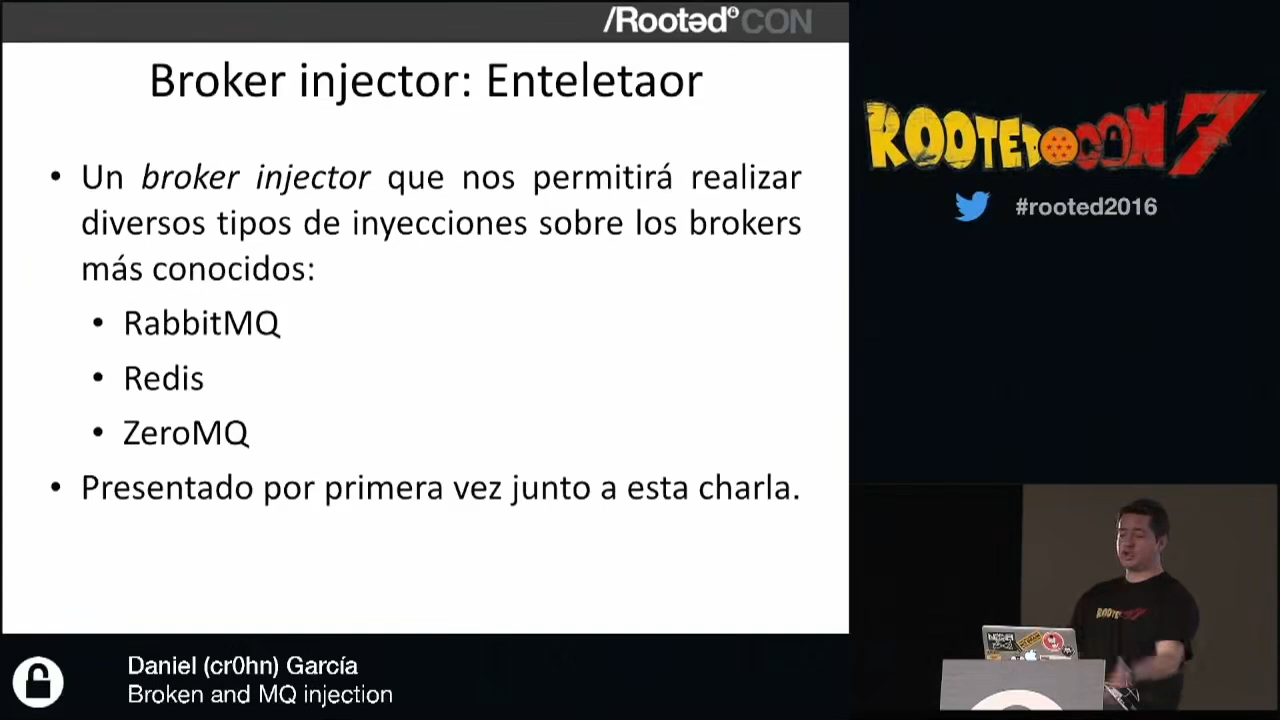 /Rooted CON
Broker injector: Enteletaor
• Un broker injector que nos permitirá realizar
diversos tipos de inyecciones sobre los brokers
más conocidos:
• RabbitMQ
• Redis
• ZeroMQ
• Presentado por primera vez junto a esta charla.
ROOTEDCON 7
#rooted2016
Daniel (cr0hn) García
Broken and MQ injection